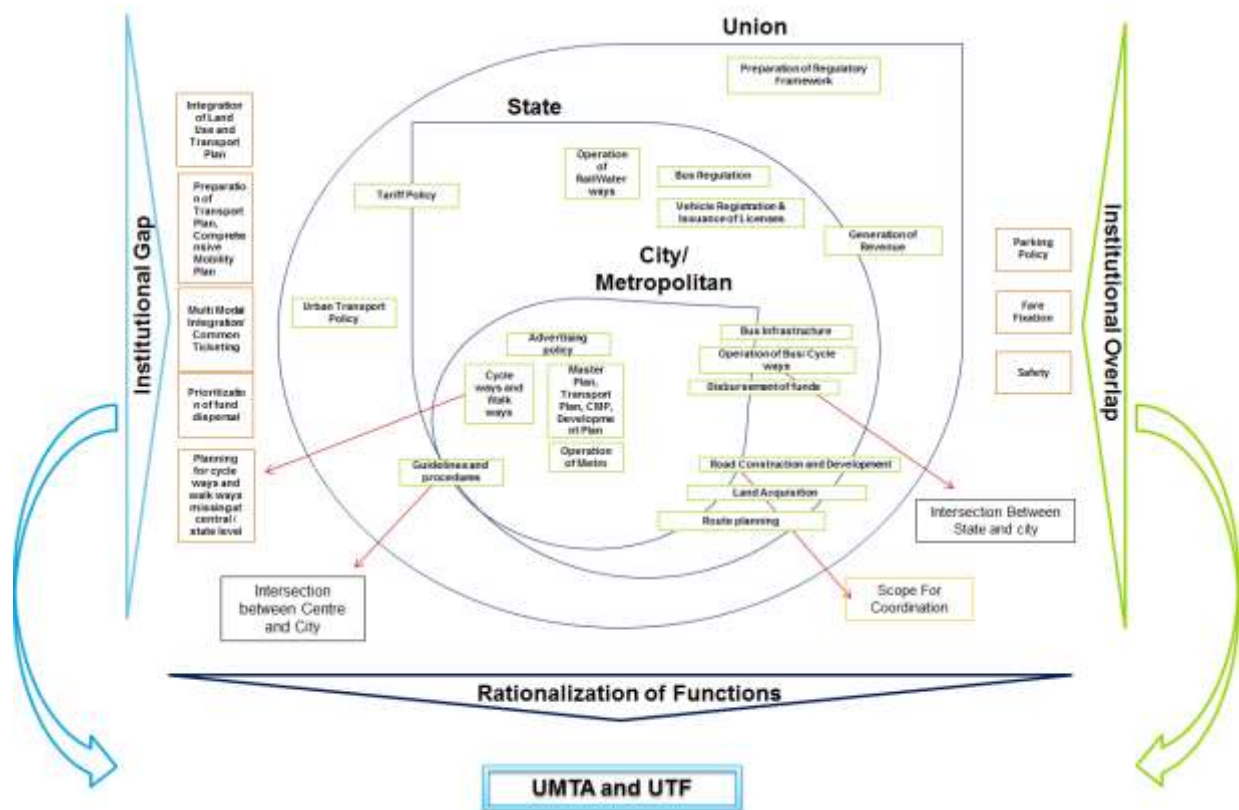 Union
Preparation of Regulatory
Framework
State
Operation
of
Rail/Water
ways
Bus Regulation
Vehicle Registration &
Issuance of Licenses
Tariff Policy
Generation
of Revenue
City/
Metropolitan
Urban Transport
Policy
Advertising
policy
Bus Infrastructure
Operation of Bus/ Cycle
ways
Disbursement of funds
Cycle
ways and
Walk
ways
Master
Plan,
Transport
Plan, CMP,
Developme
nt Plan
Operation
of Metro
Guidelines and
procedures
Road Construction and Development
Land Acquisition
Route planning
Institutional Gap
Integration
of Land
Use and
Transport
Plan
Preparatio
n of
Transport
Plan,
Comprehe
nsive
Mobility
Plan
Multi Modal
Integration/
Common
Ticketing
Prioritizatio
n of fund
dispersal
Planning
for cycle
ways and
walk ways
missing at
central /
state level
Institutional Overlap
Parking
Policy
Fare
Fixation
Safety
Intersection Between
State and city
Intersection
between Centre
and City
Scope For
Coordination
Rationalization of Functions
UMTA and UTF